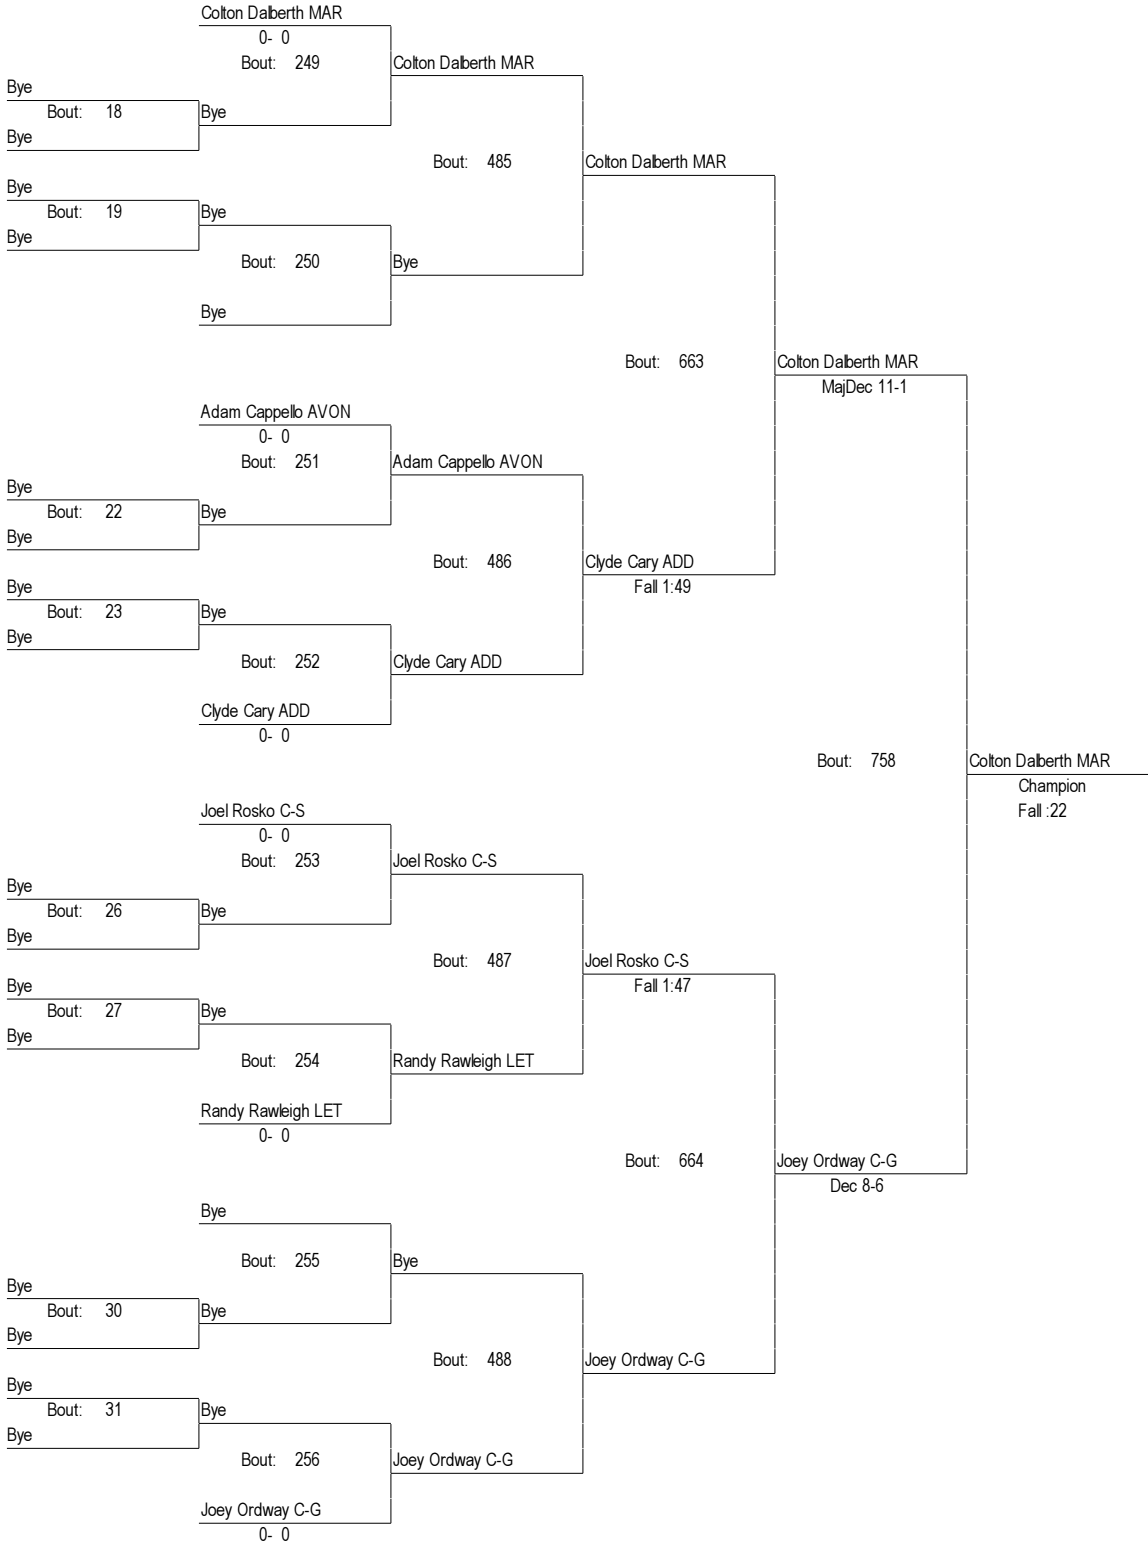 Colton Dalberth MAR
0- 0
Bout: 249
Colton Dalberth MAR
Bye
Bout: 18
Bye
Bye
Bout: 485
Colton Dalberth MAR
Bye
Bout: 19
Bye
Bye
Bout: 250
Bye
Bye
Bout: 663
Colton Dalberth MAR
MajDec 11-1
Adam Cappello AVON
0- 0
Bout: 251
Adam Cappello AVON
Bye
Bout: 22
Bye
Bye
Bout: 486
Clyde Cary ADD
Fall 1:49
Bye
Bout: 23
Bye
Bye
Bout: 252
Clyde Cary ADD
Clyde Cary ADD
0- 0
Bout: 758
Colton Dalberth MAR
Champion
Fall :22
Joel Rosko C-S
0- 0
Bout: 253
Joel Rosko C-S
Bye
Bout: 26
Bye
Bye
Bout: 487
Joel Rosko C-S
Fall 1:47
Bye
Bout: 27
Bye
Bye
Bout: 254
Randy Rawleigh LET
Randy Rawleigh LET
0- 0
Bout: 664
Joey Ordway C-G
Dec 8-6
Bye
Bout: 255
Bye
Bye
Bout: 30
Bye
Bye
Bout: 488
Joey Ordway C-G
Bye
Bout: 31
Bye
Bye
Bout: 256
Joey Ordway C-G
Joey Ordway C-G
0- 0